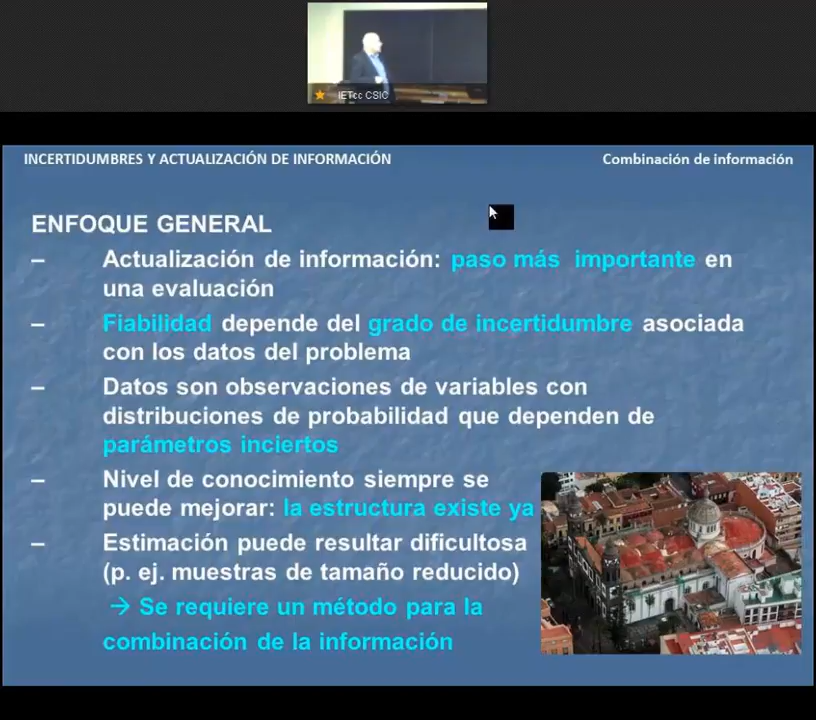 IETcc CSIC
INCERTIDUMBRES Y ACTUALIZACIÓN DE INFORMACIÓN
Combinación de información
ENFOQUE GENERAL
– Actualización de información: paso más importante en
una evaluación
– Fiabilidad depende del grado de incertidumbre asociada
con los datos del problema
– Datos son observaciones de variables con
distribuciones de probabilidad que dependen de
parámetros inciertos
– Nivel de conocimiento siempre se
puede mejorar: la estructura existe ya
– Estimación puede resultar dificultosa
(p. ej. muestras de tamaño reducido)
→ Se requiere un método para la
combinación de la información